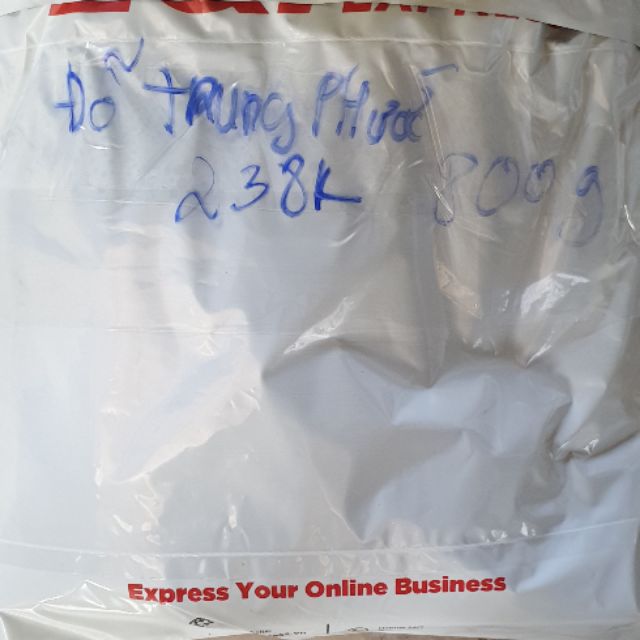 Đỗ Trung PHước
238K 800g
Express Your Online Business